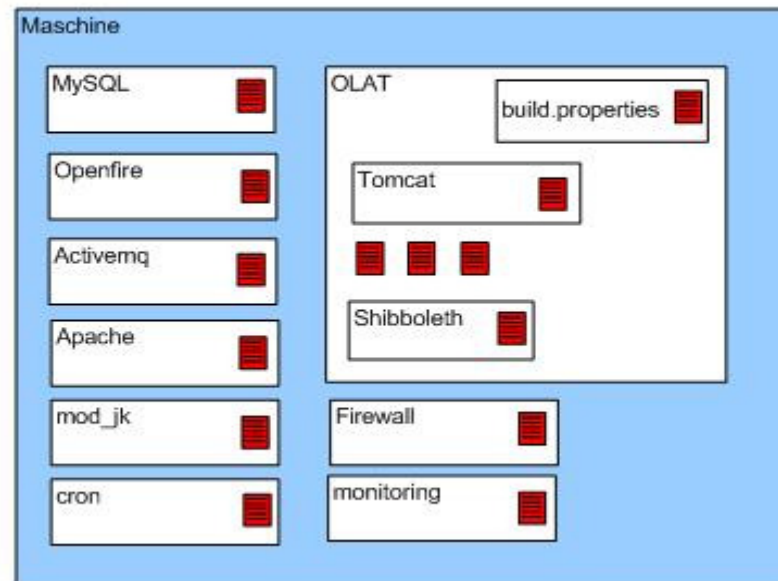 Maschine
MySQL
Openfire
Activemq
Apache
mod_jk
cron
OLAT
build.properties
Tomcat
Shibboleth
Firewall
monitoring